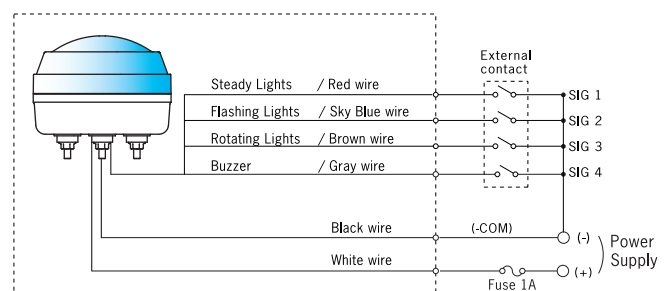 External
contact
Steady Lights / Red wire
SIG 1
Flashing Lights / Sky Blue wire
SIG 2
Rotating Lights / Brown wire
SIG 3
Buzzer / Gray wire
SIG 4
Black wire
(-COM)
(-)
Power
Supply
White wire
Fuse 1A
(+)